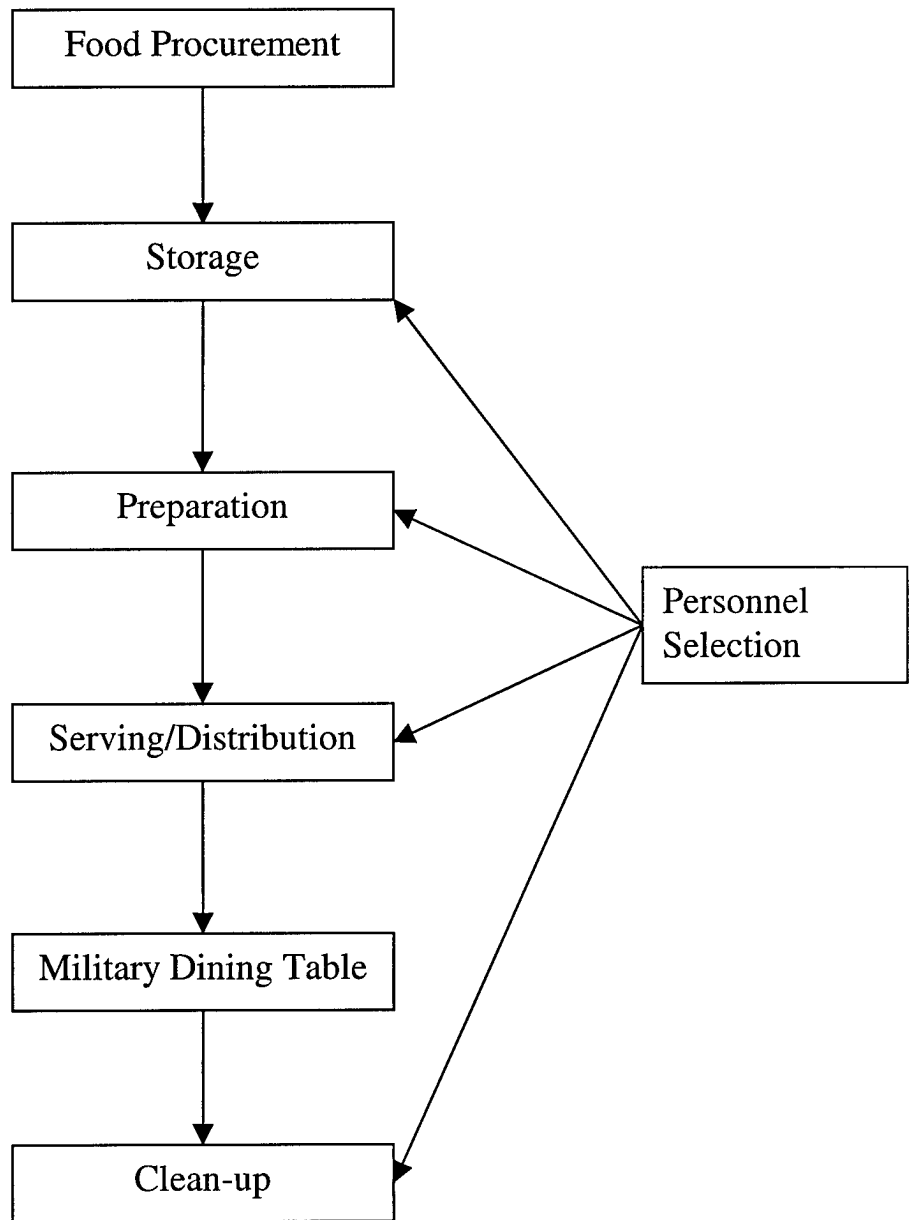 Food Procurement
Storage
Preparation
Personnel
Selection
Serving/Distribution
Military Dining Table
Clean-up